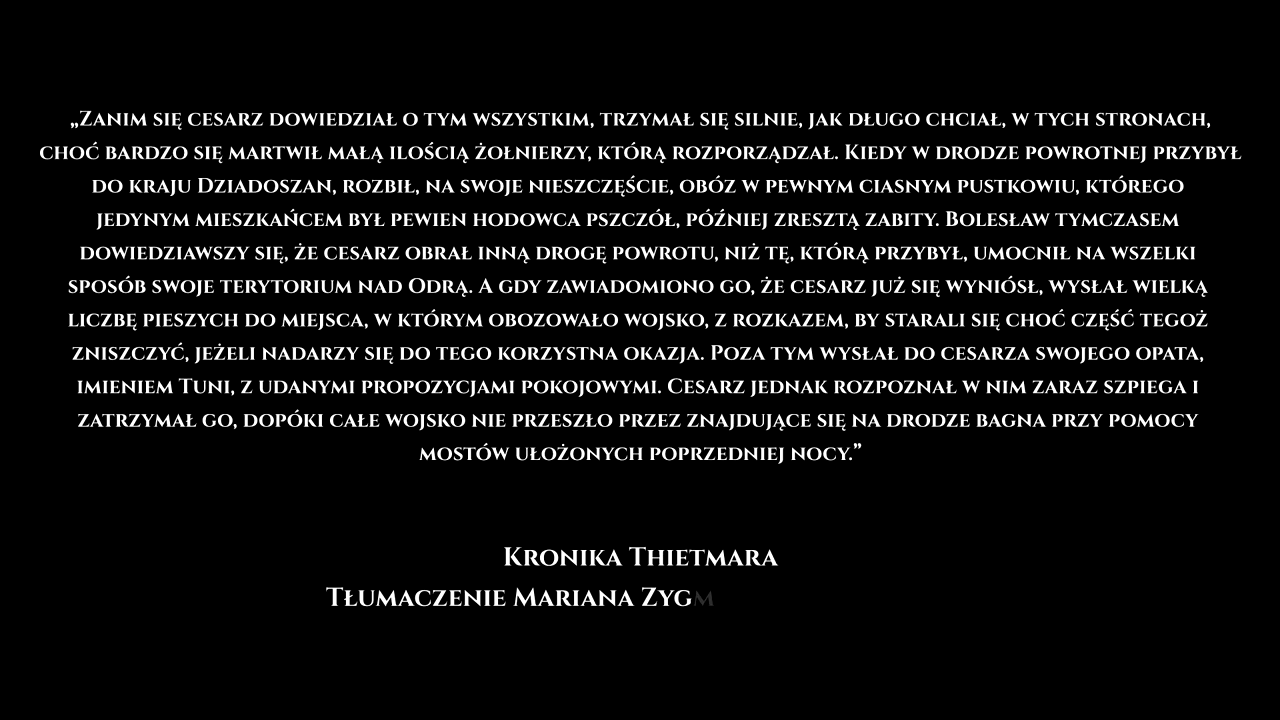 „Zanim się cesarz dowiedział o tym wszystkim, trzymał się silnie, jak długo chciał, w tych stronach,
choć bardzo się martwił małą ilością żołnierzy, którą rozporządzał. Kiedy w drodze powrotnej przybył
do kraju Dziadoszan, rozbił, na swoje nieszczęście, obóz w pewnym ciasnym pustkowiu, którego
jedynym mieszkańcem był pewien hodowca pszczół, później zresztą zabity. Bolesław tymczasem
dowiedziawszy się, że cesarz obrał inną drogę powrotu, niż tę, którą przybył, umocnił na wszelki
sposób swoje terytorium nad Odrą. A gdy zawiadomiono go, że cesarz już się wyniósł, wysłał wielką
liczbę pieszych do miejsca, w którym obozowało wojsko, z rozkazem, by starali się choć część tegoż
zniszczyć, jeżeli nadarzy się do tego korzystna okazja. Poza tym wysłał do cesarza swojego opata,
imieniem Tuni, z udanymi propozycjami pokojowymi. Cesarz jednak rozpoznał w nim zaraz szpiega i
zatrzymał go, dopóki całe wojsko nie przeszło przez znajdujące się na drodze bagna przy pomocy
mostów ułożonych poprzedniej nocy.”
Kronika Thietmara
Tłumaczenie Mariana Zygm